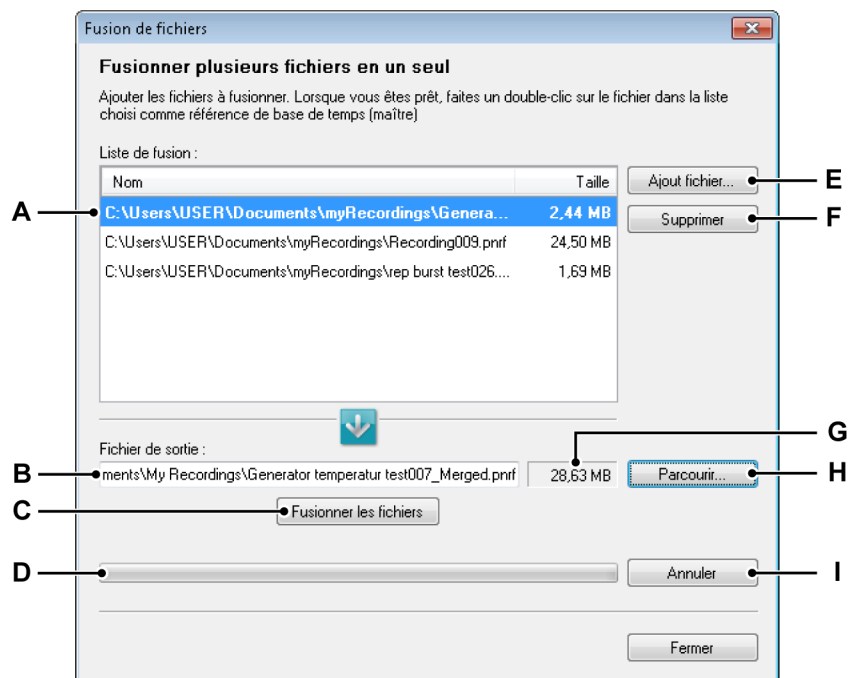 Fusion de fichiers
Fusionner plusieurs fichiers en un seul
Ajouter les fichiers à fusionner. Lorsque vous êtes prêt, faites un double-clic sur le fichier dans la liste
choisi comme référence de base de temps (maître)
Liste de fusion :
Nom Taille
Ajout fichier... E
A C:\Users\USER\Documents\myRecordings\Genera... 2,44 MB
Supprimer F
C:\Users\USER\Documents\myRecordings\Recording009.pnrf 24,50 MB
C:\Users\USER\Documents\myRecordings\rep burst test026.... 1,69 MB
G
Fichier de sortie :
B ments\My Recordings\Generator temperatur test007_Merged.pnrf 28,63 MB Parcourir... H
C Fusionner les fichiers
D Annuler I
Fermer